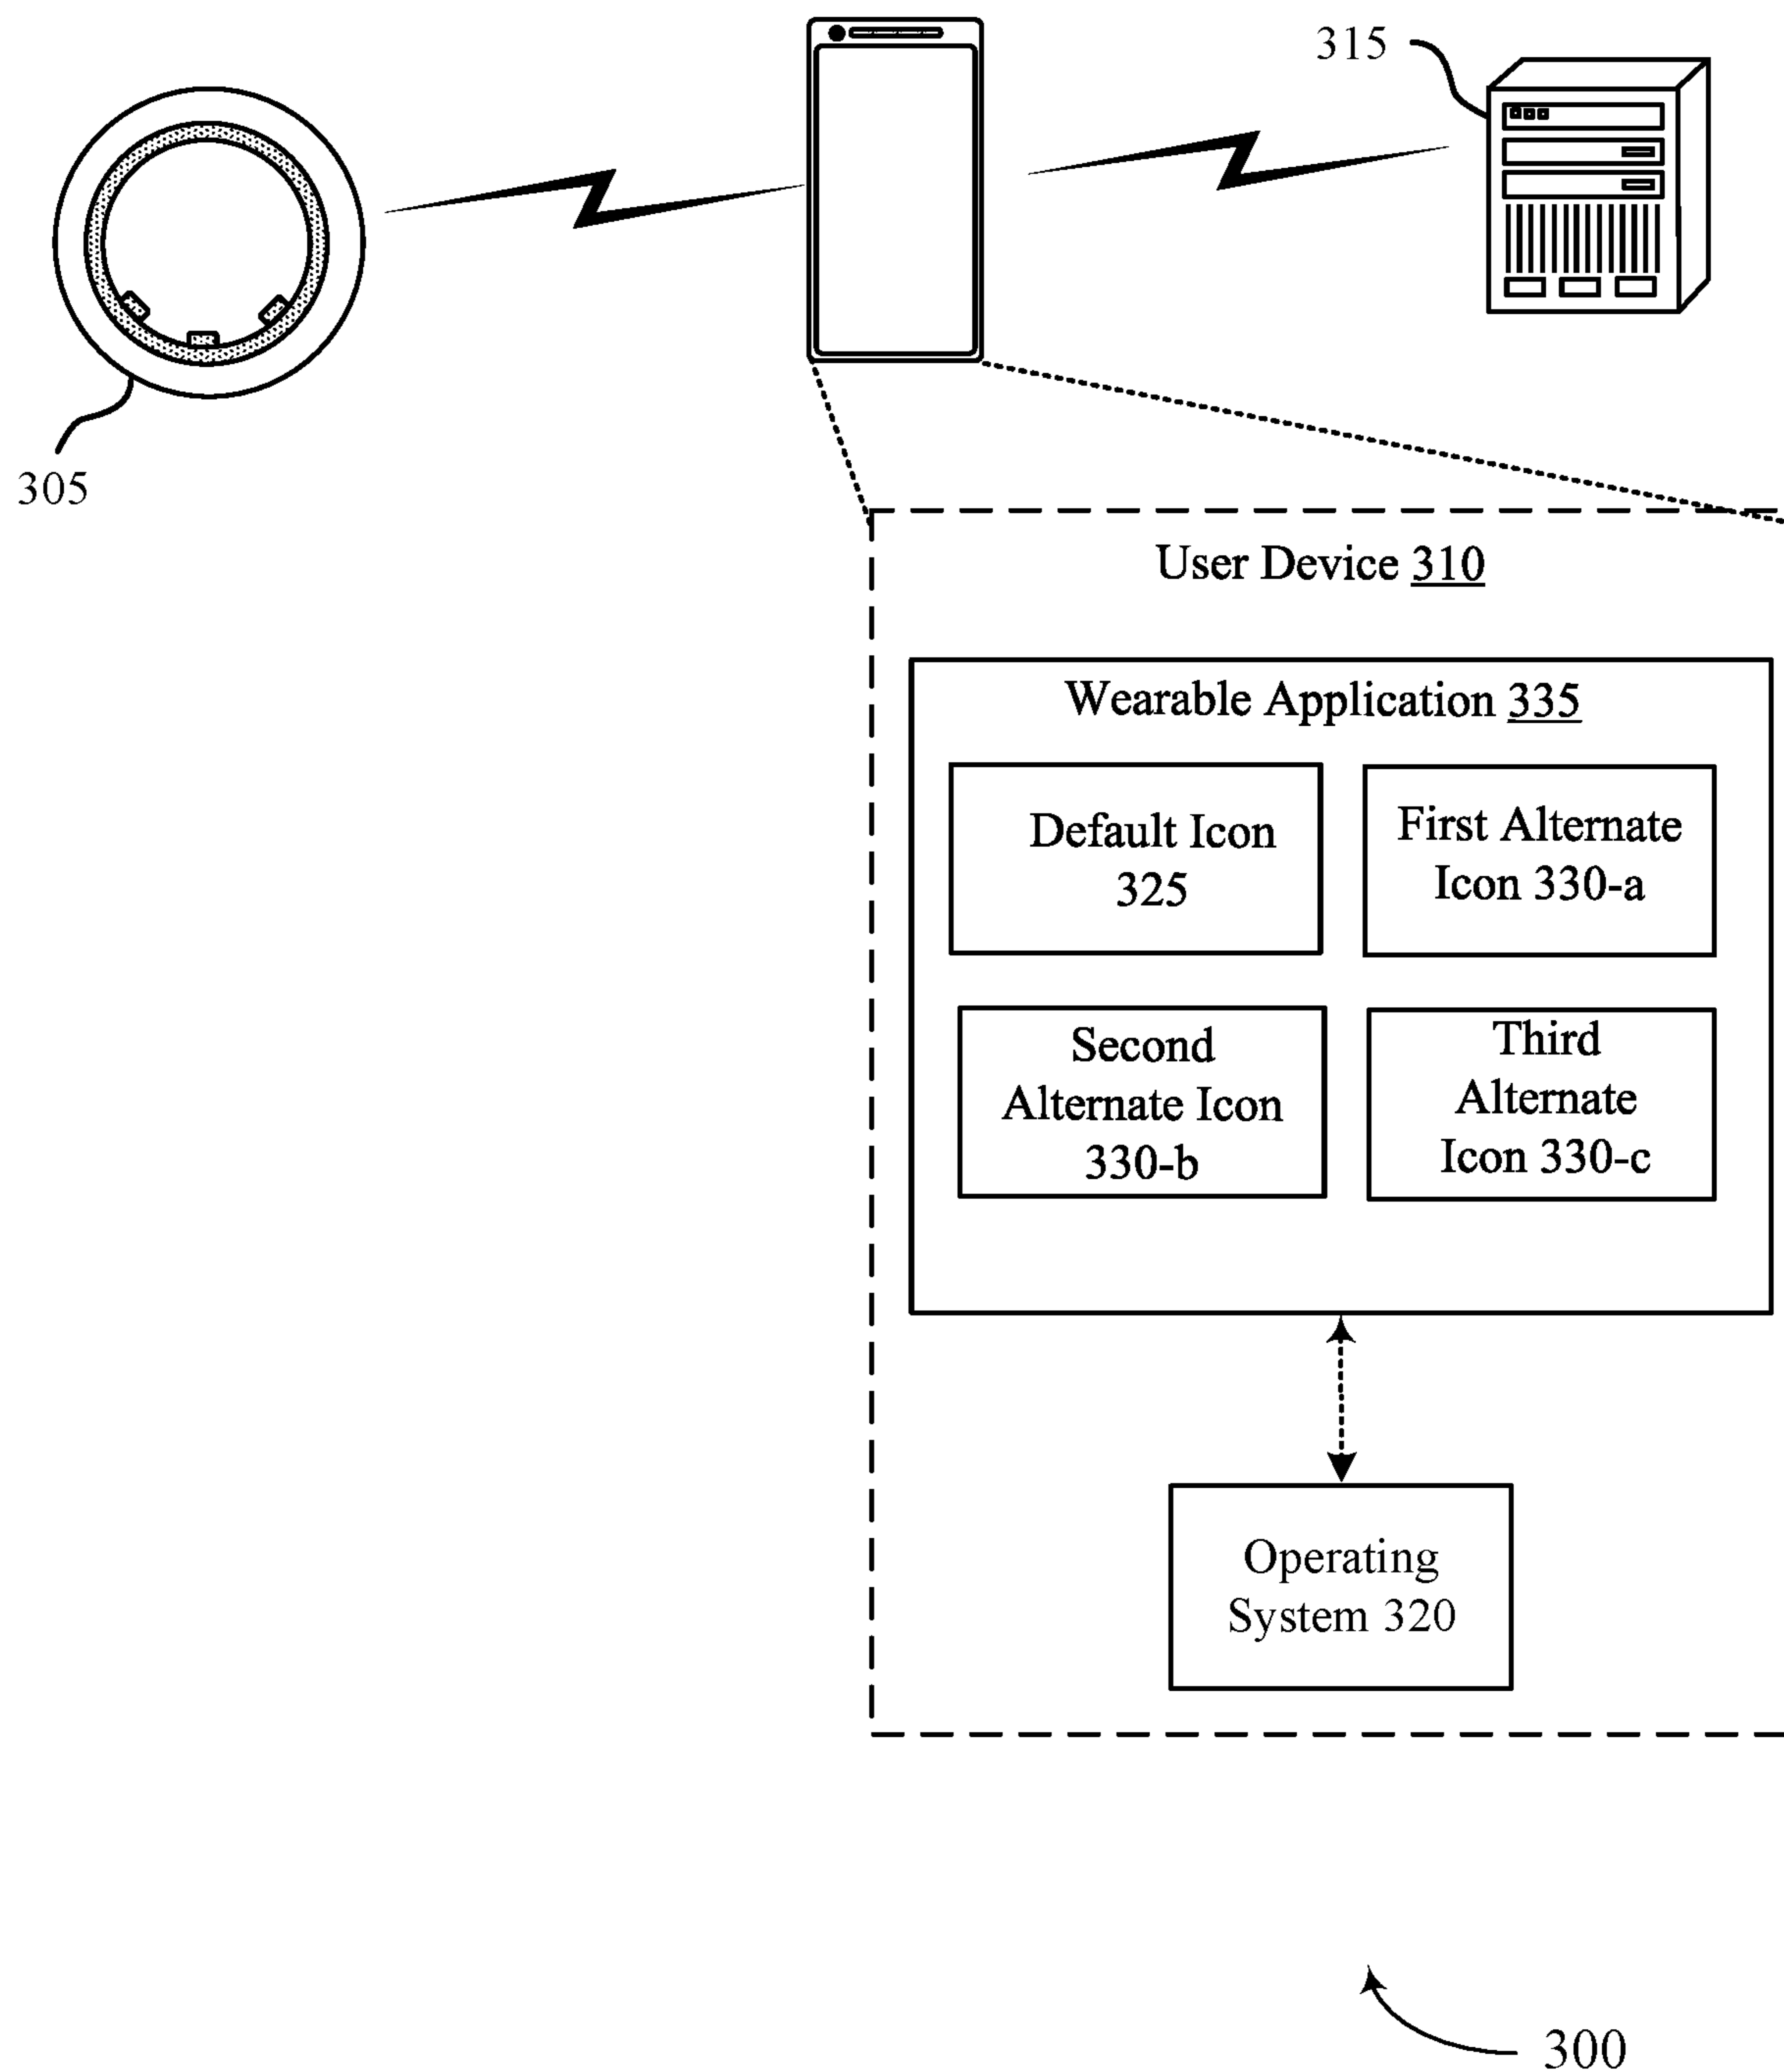 315
305
User Device 310
Wearable Application 335
Default Icon
325
First Alternate
Icon 330-a
Second
Alternate Icon
330-b
Third
Alternate
Icon 330-c
Operating
System 320
300